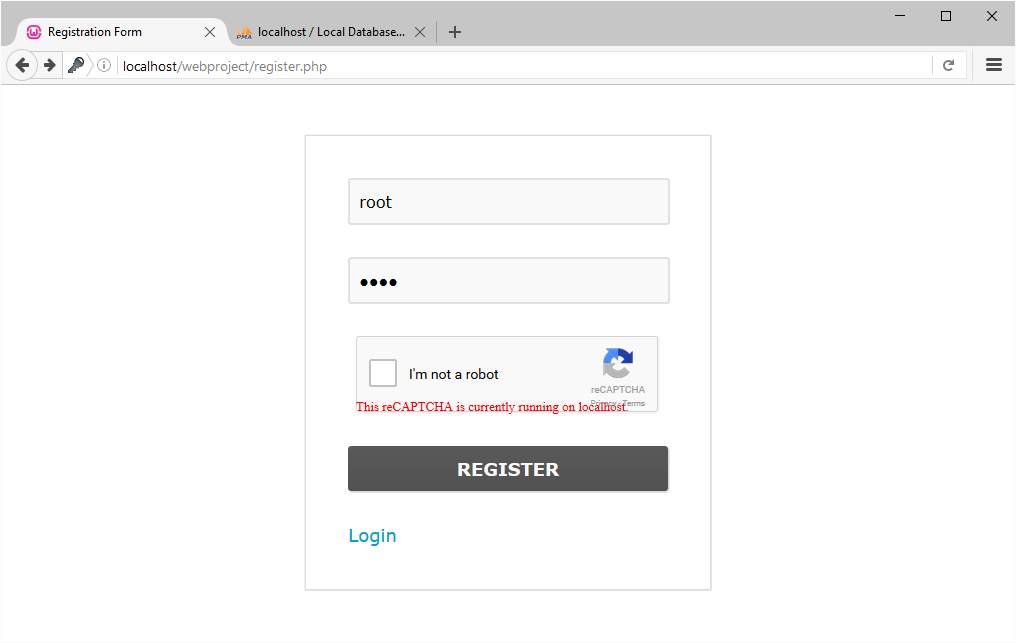 Registration Form
localhost / Local Database...
PMA
localhost/webproject/register.php
root
••••
I'm not a robot
reCAPTCHA
Privacy - Terms
This reCAPTCHA is currently running on localhost.
REGISTER
Login